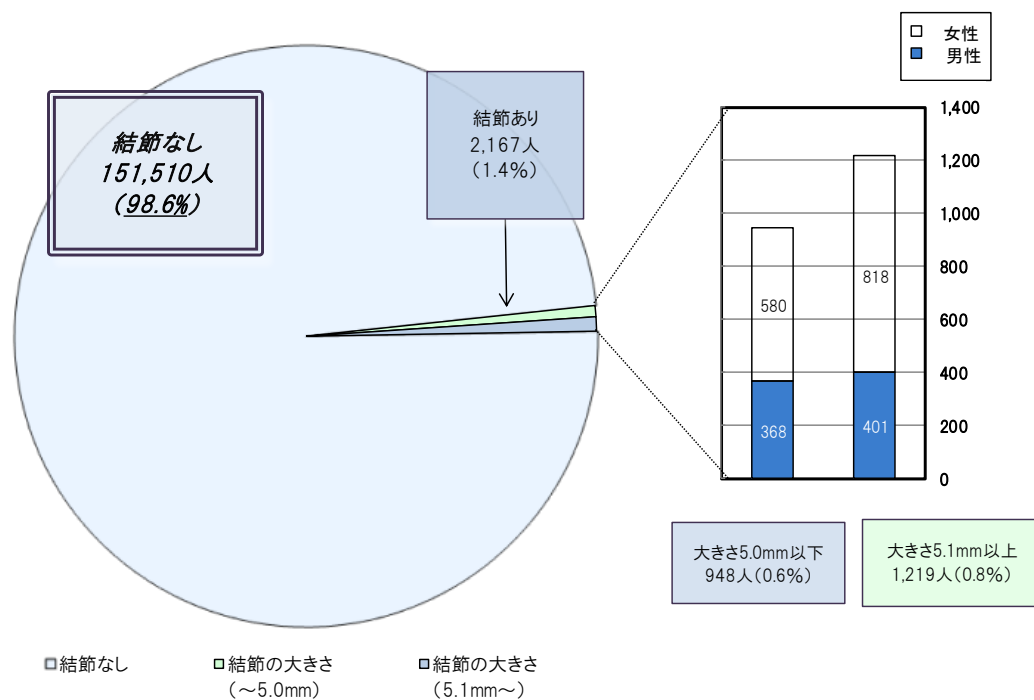 女性
男性
結節なし
151,510人
(98.6%)
結節あり
2,167人
(1.4%)
1,400
1,200
1,000
800
600
400
200
0
580
818
368
401
大きさ5.0mm以下
948人(0.6%)
大きさ5.1mm以上
1,219人(0.8%)
結節なし
結節の大きさ
(～5.0mm)
結節の大きさ
(5.1mm～)